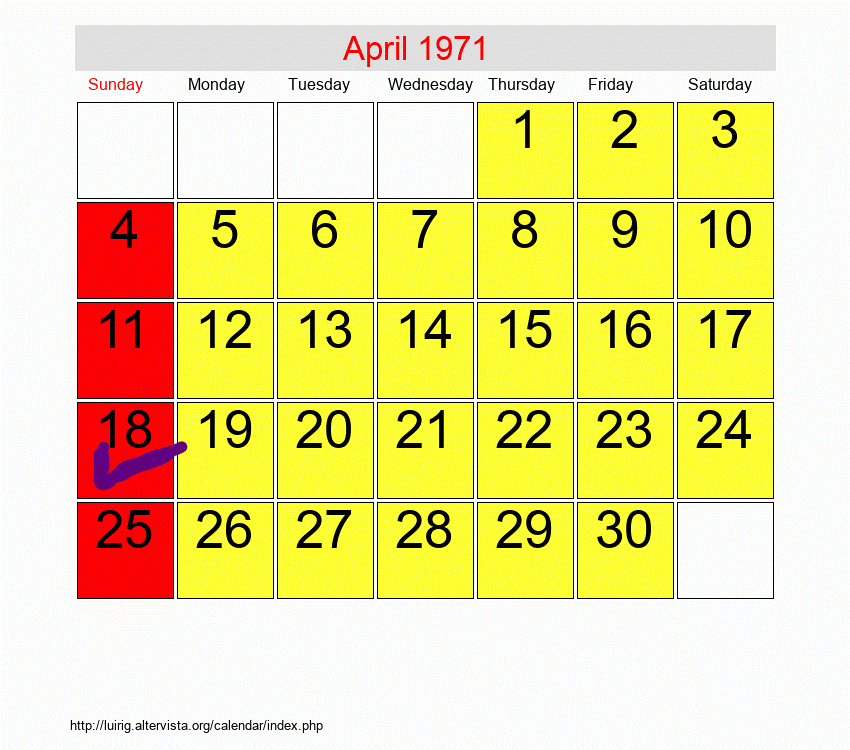 April 1971
Sunday Monday Tuesday Wednesday Thursday Friday Saturday
1 2 3
4 5 6 7 8 9 10
11 12 13 14 15 16 17
18 19 20 21 22 23 24
25 26 27 28 29 30
http://luirig.altervista.org/calendar/index.php